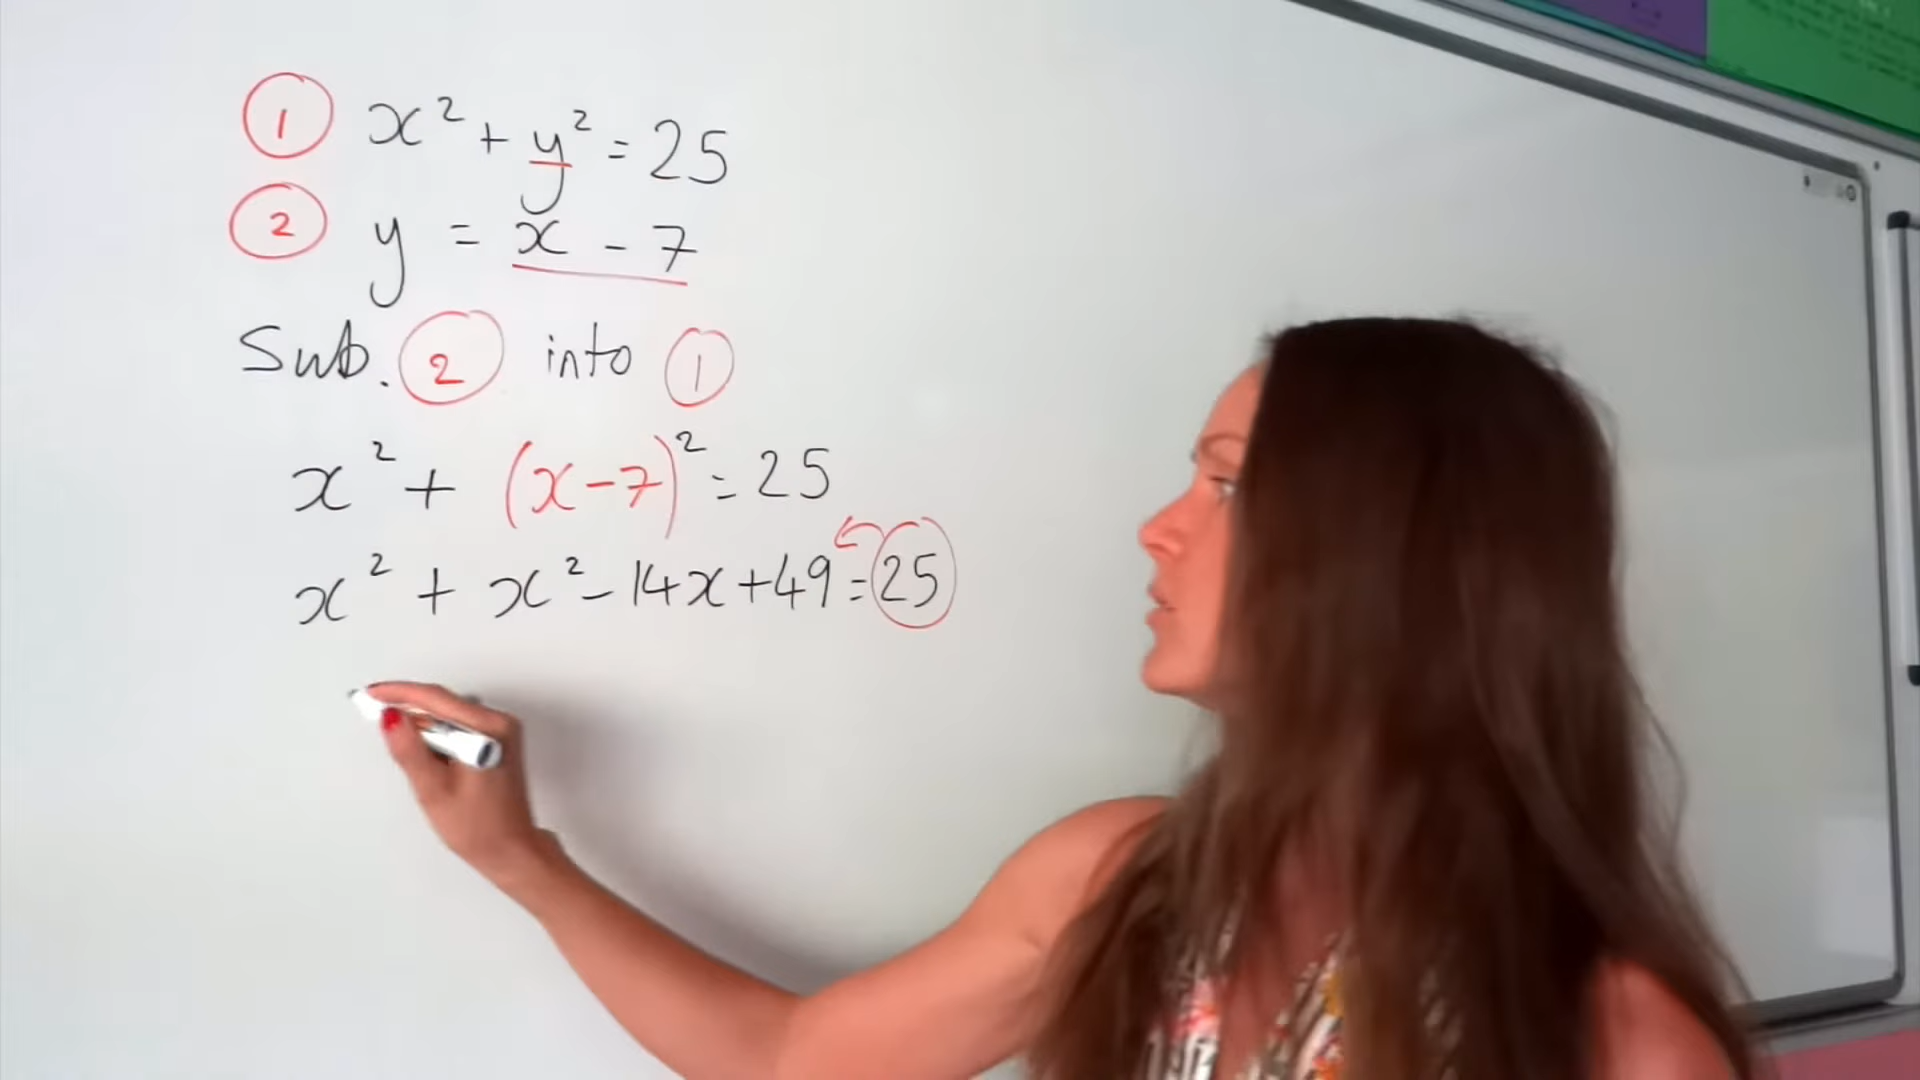 ① x² + y² = 25
② y = x - 7
Sub. ② into ①
x² + (x-7)² = 25
x² + x² - 14x + 49 = 25